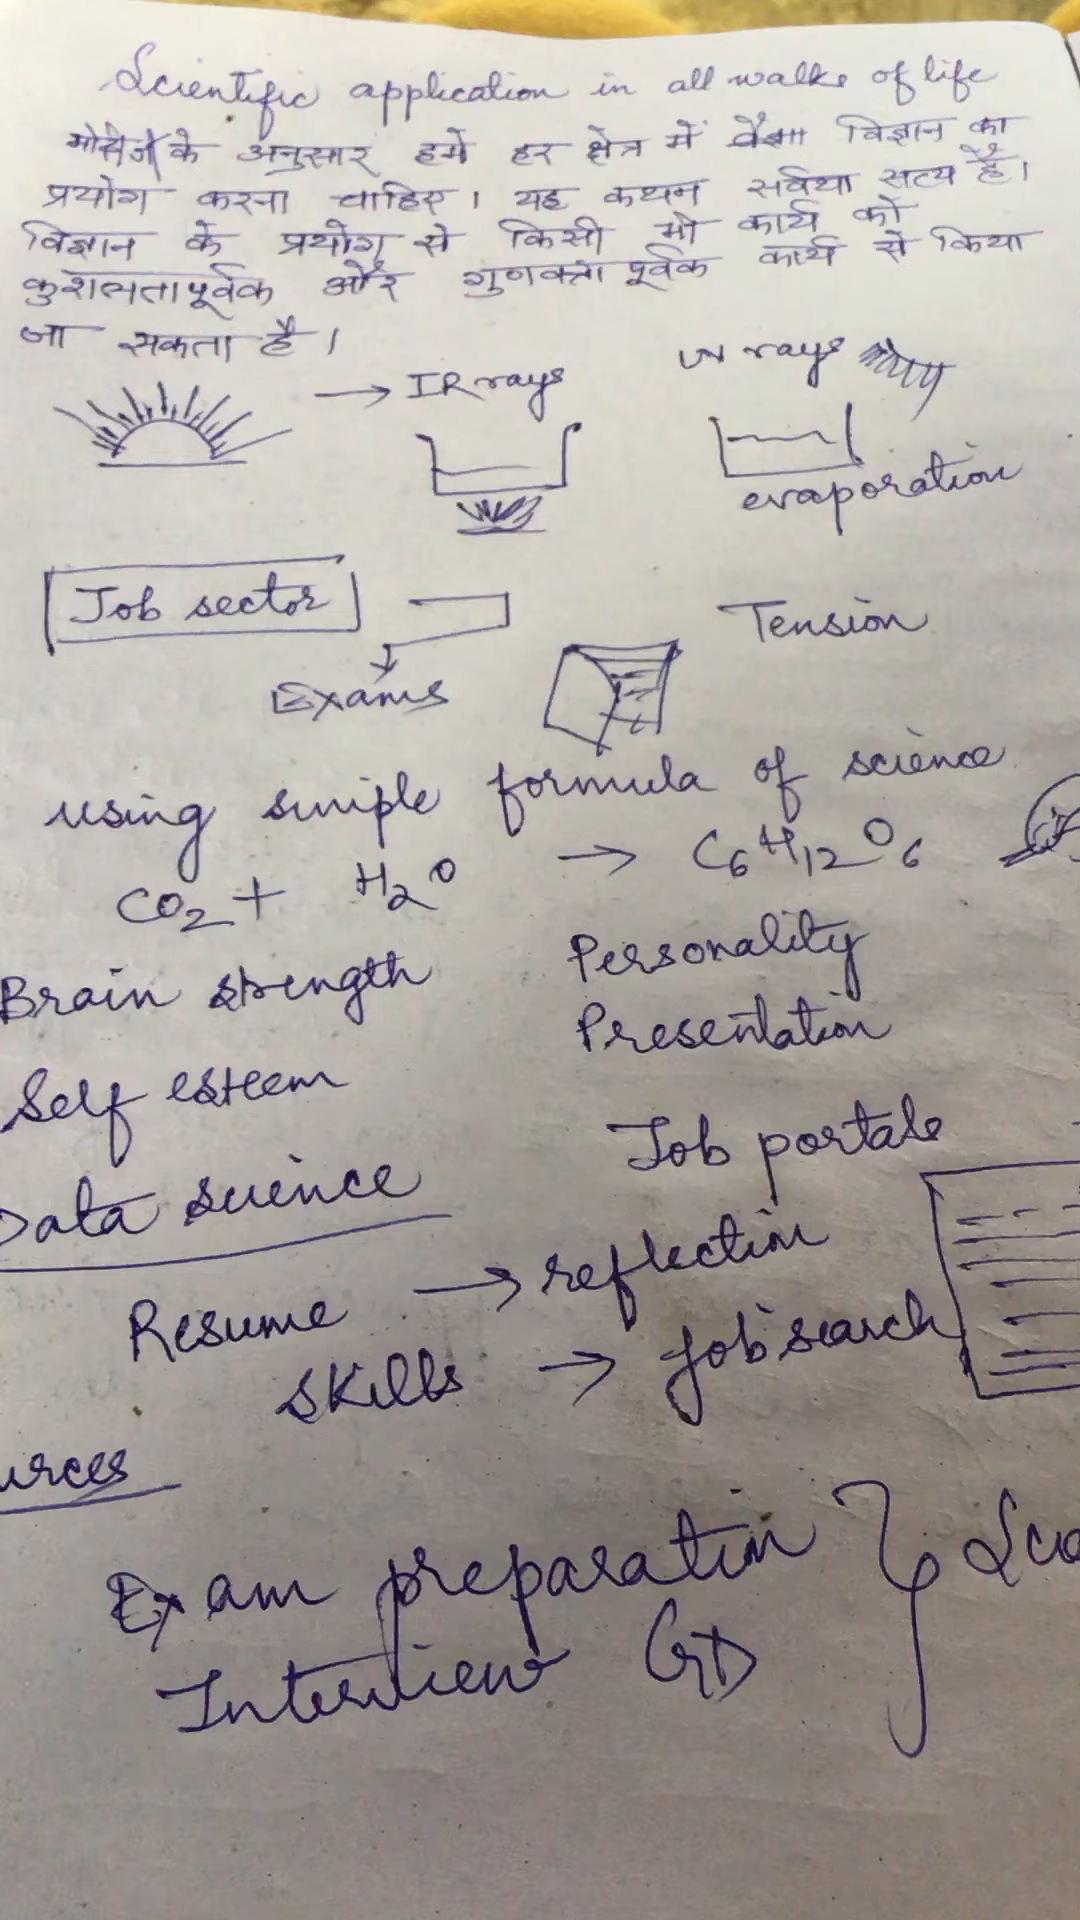 Scientific application in all walks of life
के अनुसार हमे हर क्षेत्र में विज्ञान का
प्रयोग करना चाहिए। यह कथन सर्वथा सत्य है।
विज्ञान के प्रयोग से किसी भी कार्य को
कुशलतापूर्वक और गुणवत्तापूर्वक कार्य से किया
जा सकता है।
→ IR rays
UV rays
evaporation
Job sector
Tension
Exams
using simple formula of science
CO2 + H2O → C6H12O6
Brain strength
Personality
Presentation
Self esteem
Job portals
Data science
Resume → reflection
Skills → job search
Exam preparation
Interview GD